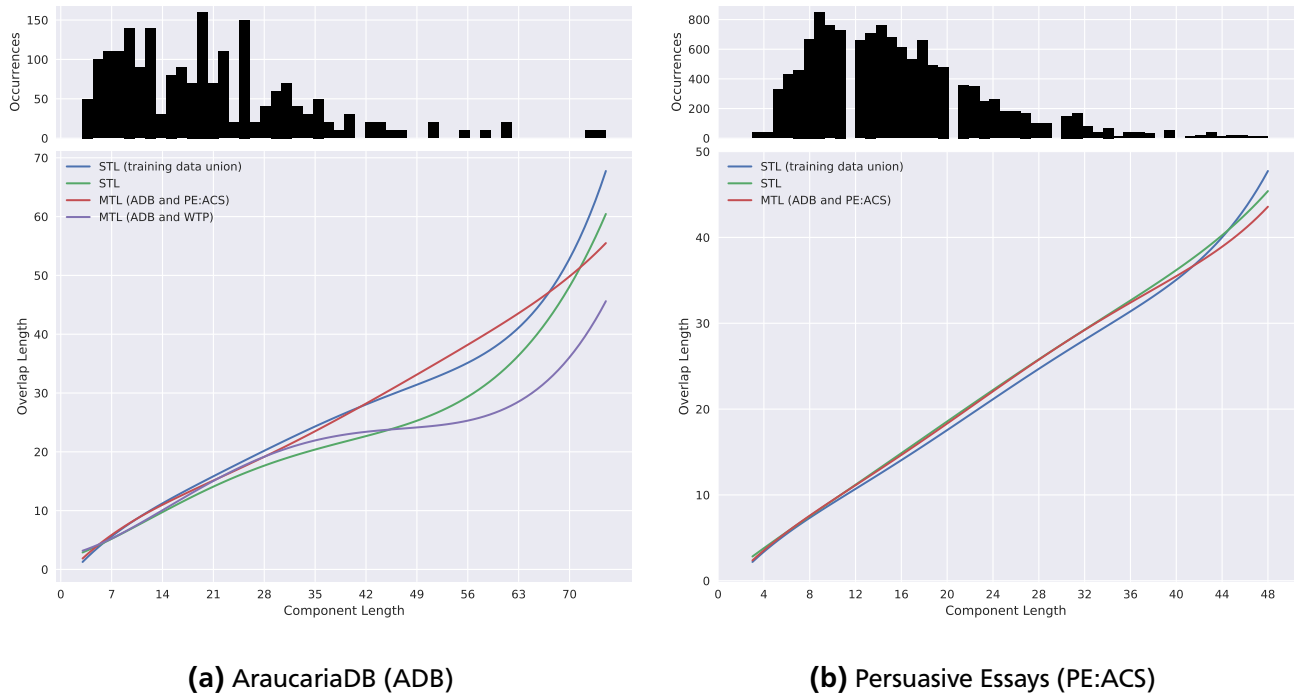 Occurrences
150
100
50
0
70
60
50
40
30
20
10
0
Overlap Length
STL (training data union)
STL
MTL (ADB and PE:ACS)
MTL (ADB and WTP)
0 7 14 21 28 35 42 49 56 63 70
Component Length
(a) AraucariaDB (ADB)
Occurrences
800
600
400
200
0
50
40
30
20
10
0
Overlap Length
STL (training data union)
STL
MTL (ADB and PE:ACS)
0 4 8 12 16 20 24 28 32 36 40 44 48
Component Length
(b) Persuasive Essays (PE:ACS)